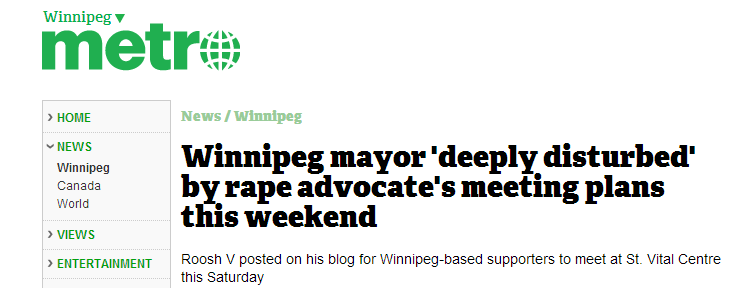 Winnipeg ▼
metro
› HOME
News / Winnipeg
NEWS
Winnipeg
Canada
World
› VIEWS
› ENTERTAINMENT
Winnipeg mayor 'deeply disturbed'
by rape advocate's meeting plans
this weekend
Roosh V posted on his blog for Winnipeg-based supporters to meet at St. Vital Centre
this Saturday